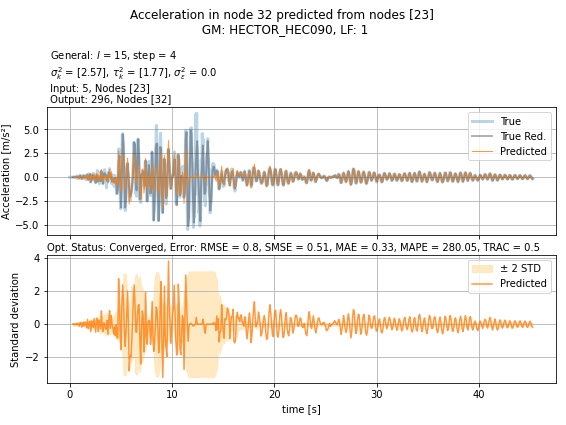 Acceleration in node 32 predicted from nodes [23]
GM: HECTOR_HEC090, LF: 1
General: l = 15, step = 4
σ²ₖ = [2.57], τ²ₖ = [1.77], σ²ε = 0.0
Input: 5, Nodes [23]
Output: 296, Nodes [32]
Acceleration [m/s²]
5.0
2.5
0.0
−2.5
−5.0
True
True Red.
Predicted
Opt. Status: Converged, Error: RMSE = 0.8, SMSE = 0.51, MAE = 0.33, MAPE = 280.05, TRAC = 0.5
Standard deviation
4
2
0
−2
± 2 STD
Predicted
0 10 20 30 40
time [s]